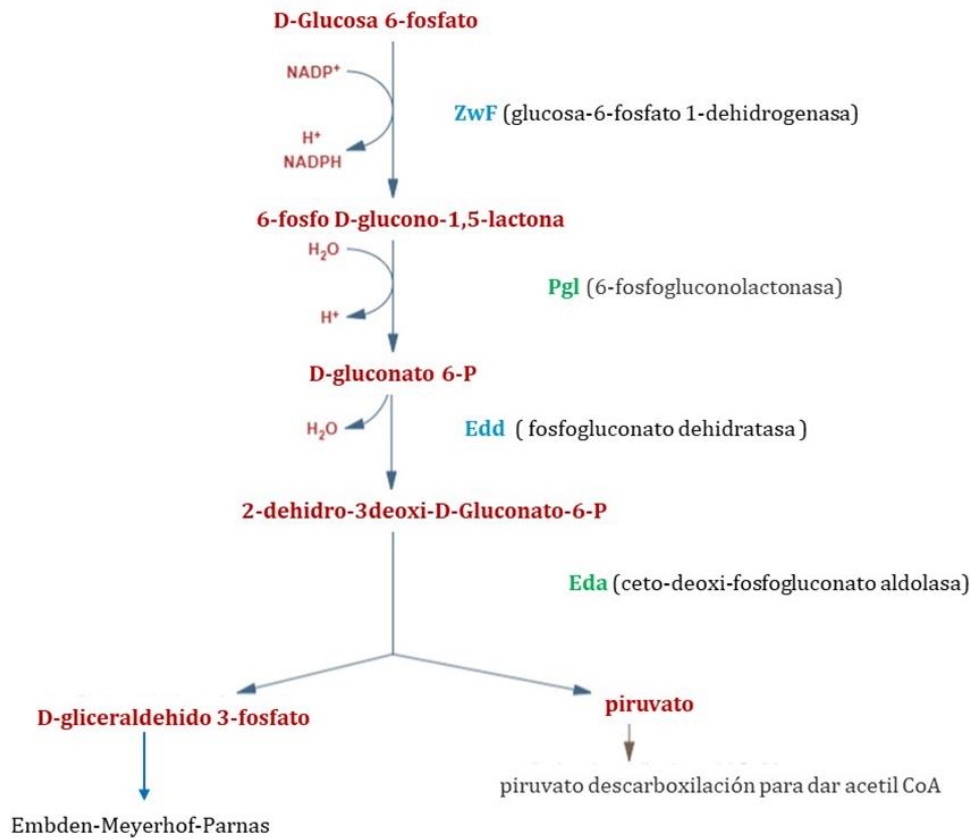 D-Glucosa 6-fosfato
NADP⁺
ZwF (glucosa-6-fosfato 1-dehidrogenasa)
H⁺
NADPH
6-fosfo D-glucono-1,5-lactona
H₂O
Pgl (6-fosfogluconolactonasa)
H⁺
D-gluconato 6-P
H₂O
Edd ( fosfogluconato dehidratasa )
2-dehidro-3deoxi-D-Gluconato-6-P
Eda (ceto-deoxi-fosfogluconato aldolasa)
D-gliceraldehido 3-fosfato
piruvato
piruvato descarboxilación para dar acetil CoA
Embden-Meyerhof-Parnas